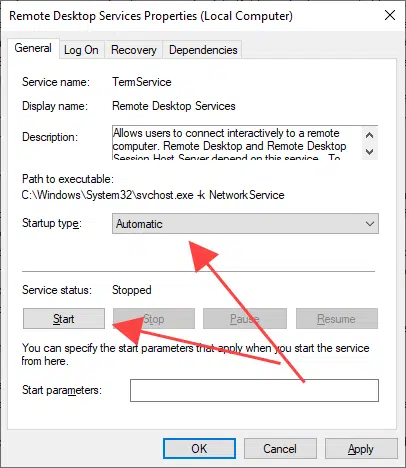 Remote Desktop Services Properties (Local Computer)
General Log On Recovery Dependencies
Service name: TermService
Display name: Remote Desktop Services
Description: Allows users to connect interactively to a remote
computer. Remote Desktop and Remote Desktop
Session Host Server depend on this service. To
Path to executable:
C:\Windows\System32\svchost.exe -k NetworkService
Startup type: Automatic
Service status: Stopped
Start Stop Pause Resume
You can specify the start parameters that apply when you start the service
from here.
Start parameters:
OK Cancel Apply